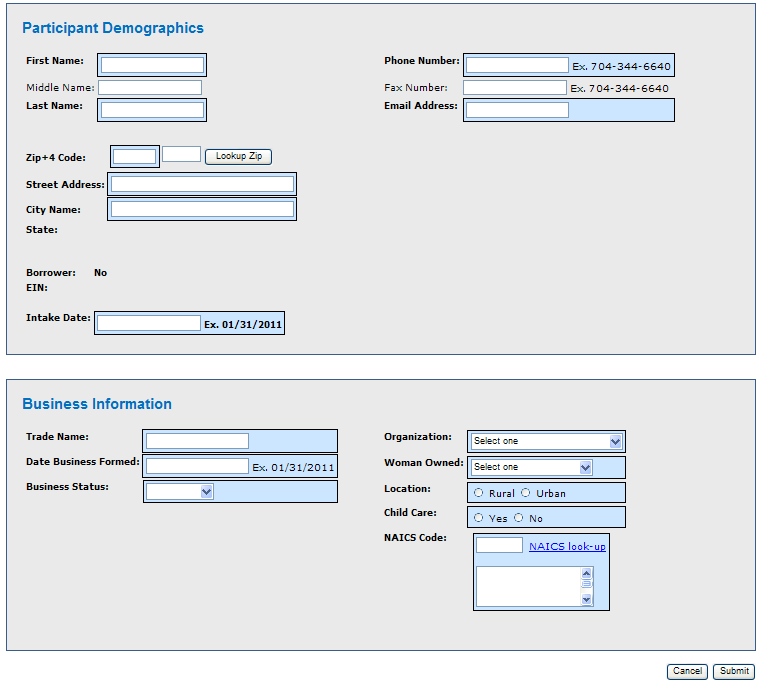 Participant Demographics
First Name:
Phone Number: Ex. 704-344-6640
Middle Name:
Fax Number: Ex. 704-344-6640
Last Name:
Email Address:
Zip+4 Code: Lookup Zip
Street Address:
City Name:
State:
Borrower: No
EIN:
Intake Date: Ex. 01/31/2011
Business Information
Trade Name:
Organization: Select one
Date Business Formed: Ex. 01/31/2011
Woman Owned: Select one
Business Status:
Location: Rural Urban
Child Care: Yes No
NAICS Code: NAICS look-up
Cancel Submit